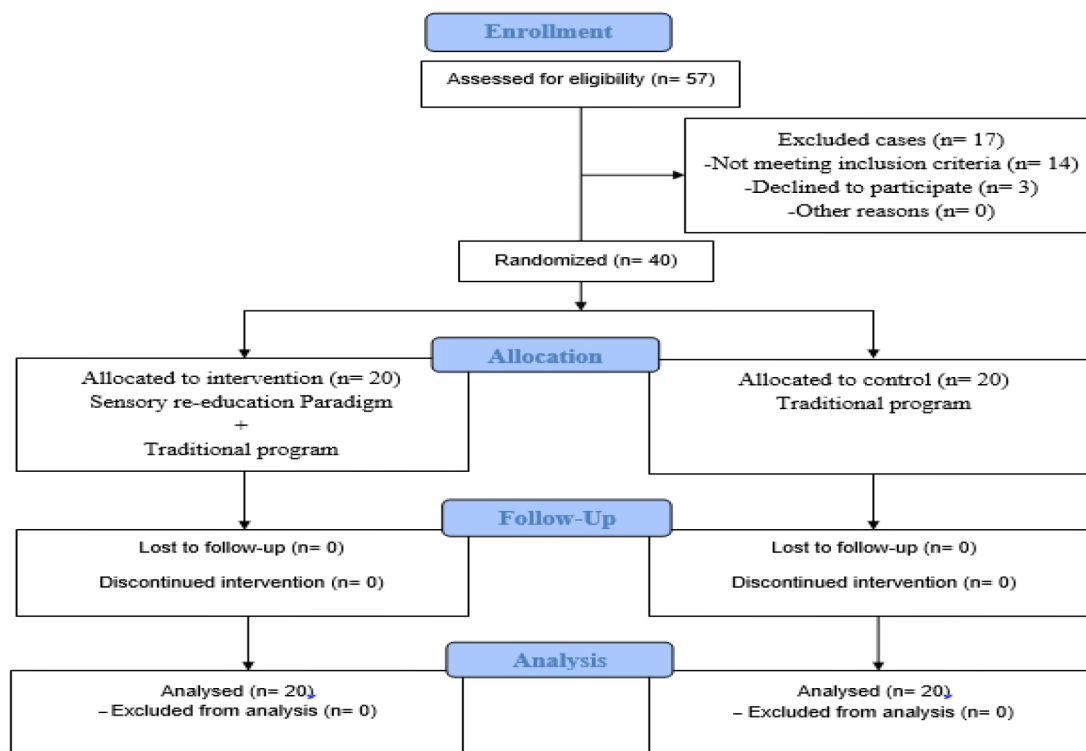 Enrollment
Assessed for eligibility (n= 57)
Excluded cases (n= 17)
-Not meeting inclusion criteria (n= 14)
-Declined to participate (n= 3)
-Other reasons (n= 0)
Randomized (n= 40)
Allocation
Allocated to intervention (n= 20)
Sensory re-education Paradigm
+
Traditional program
Allocated to control (n= 20)
Traditional program
Follow-Up
Lost to follow-up (n= 0)
Discontinued intervention (n= 0)
Lost to follow-up (n= 0)
Discontinued intervention (n= 0)
Analysis
Analysed (n= 20)
– Excluded from analysis (n= 0)
Analysed (n= 20)
– Excluded from analysis (n= 0)